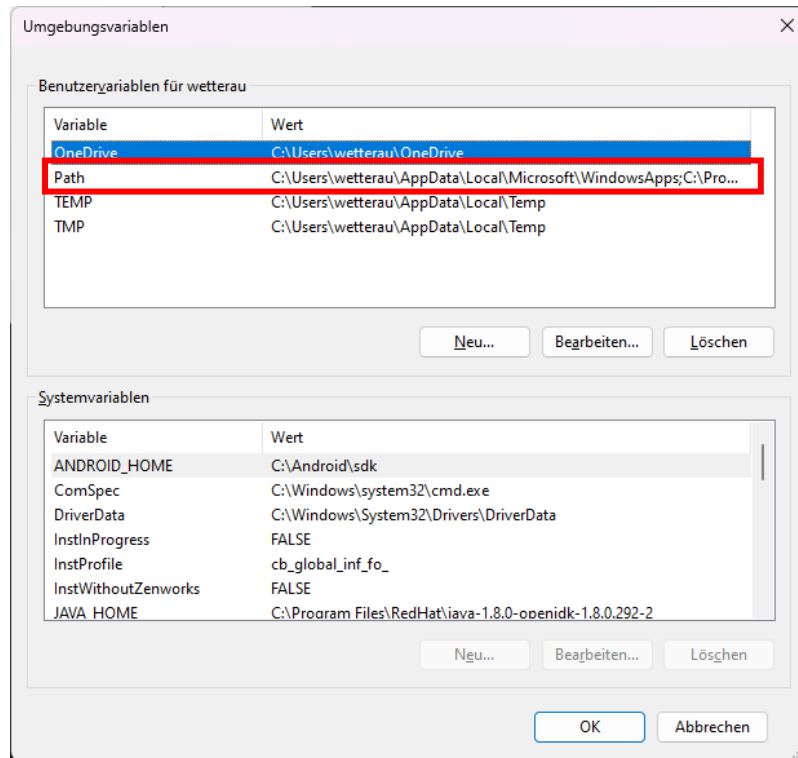 Umgebungsvariablen
Benutzervariablen für wetterau
Variable Wert
OneDrive C:\Users\wetterau\OneDrive
Path C:\Users\wetterau\AppData\Local\Microsoft\WindowsApps;C:\Pro...
TEMP C:\Users\wetterau\AppData\Local\Temp
TMP C:\Users\wetterau\AppData\Local\Temp
Neu... Bearbeiten... Löschen
Systemvariablen
Variable Wert
ANDROID_HOME C:\Android\sdk
ComSpec C:\Windows\system32\cmd.exe
DriverData C:\Windows\System32\Drivers\DriverData
InstInProgress FALSE
InstProfile cb_global_inf_fo_
InstWithoutZenworks FALSE
JAVA_HOME C:\Program Files\RedHat\java-1.8.0-openjdk-1.8.0.292-2
Neu... Bearbeiten... Löschen
OK Abbrechen